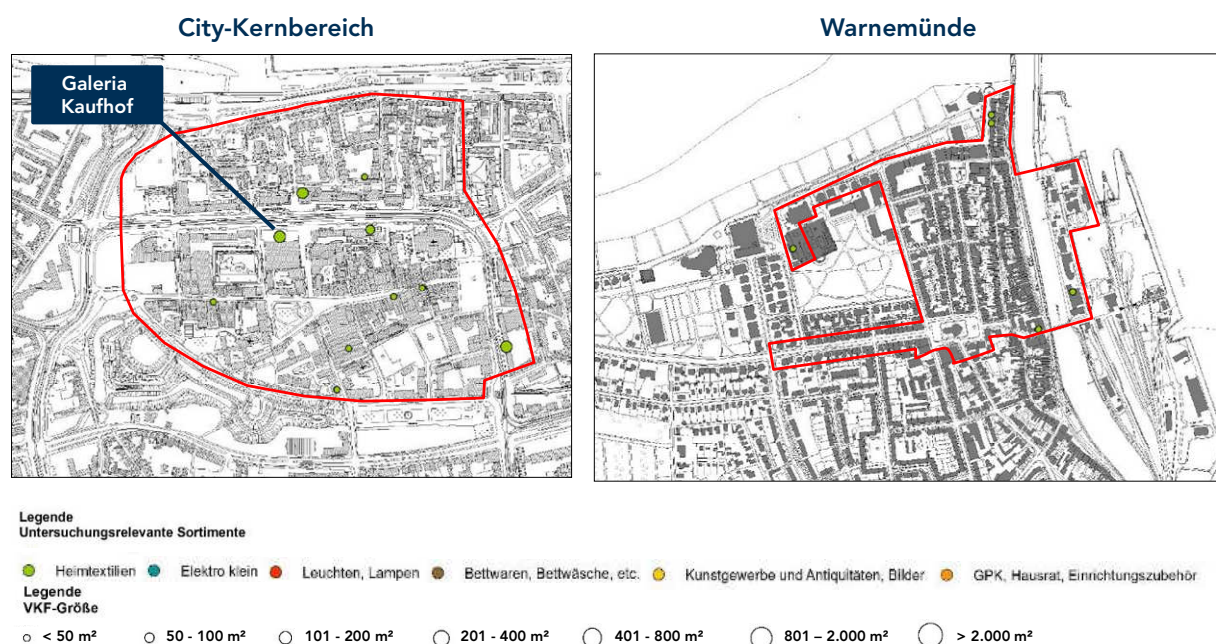 City-Kernbereich
Warnemünde
Galeria
Kaufhof
Legende
Untersuchungsrelevante Sortimente
Heimtextilien Elektro klein Leuchten, Lampen Bettwaren, Bettwäsche, etc. Kunstgewerbe und Antiquitäten, Bilder GPK, Hausrat, Einrichtungszubehör
Legende
VKF-Größe
< 50 m² 50 - 100 m² 101 - 200 m² 201 - 400 m² 401 - 800 m² 801 – 2.000 m² > 2.000 m²